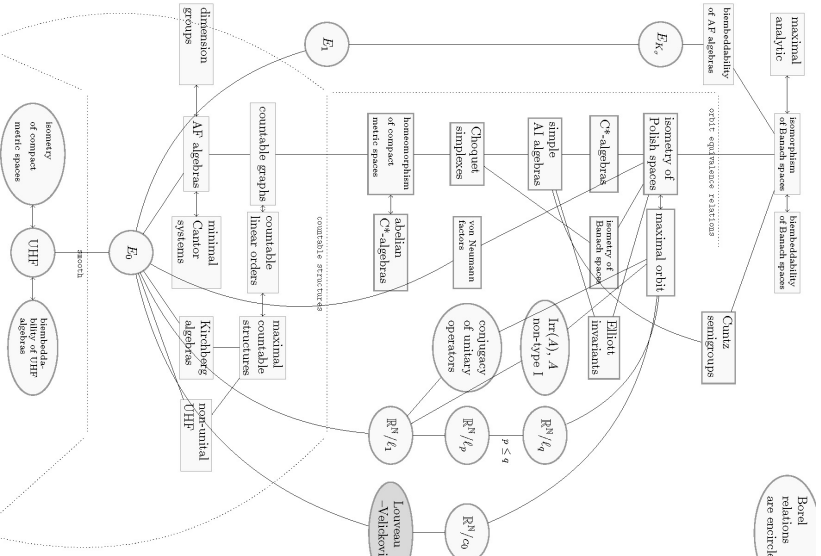 maximal
analytic
isomorphism
of Banach spaces
biembeddability
of Banach spaces
biembeddability
of AF algebras
Cuntz
semigroups
orbit equivalence relations
E_{K_σ}
isometry of
Polish spaces
maximal orbit
C*-algebras
isometry of
Banach spaces
Elliott
invariants
simple
AI algebras
Irr(A), A
non-type I
ℝ^ℕ/ℓ_q
p ≤ q
Choquet
simplexes
von Neumann
factors
conjugacy
of unitary
operators
ℝ^ℕ/ℓ_p
ℝ^ℕ/c_0
homeomorphism
of compact
metric spaces
abelian
C*-algebras
ℝ^ℕ/ℓ_1
Louveau
E_1
countable structures
countable graphs
countable
linear orders
maximal
countable
structures
dimension
groups
AF algebras
minimal
Cantor
systems
Kirchberg
algebras
non-unital
UHF
E_0
smooth
isometry
of compact
metric spaces
UHF
biembedda-
bility of UHF
algebras
Borel
relations
are